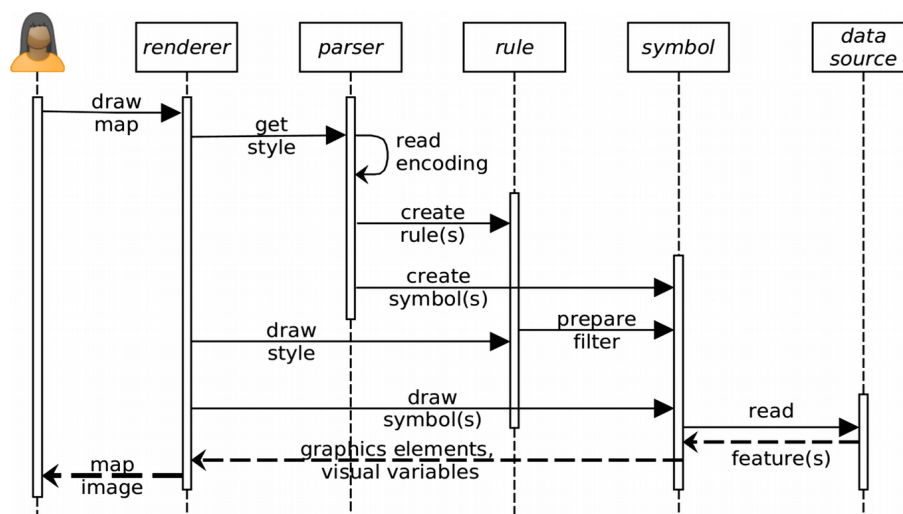 renderer
parser
rule
symbol
data
source
draw
map
get
style
read
encoding
create
rule(s)
create
symbol(s)
prepare
filter
draw
style
draw
symbol(s)
read
feature(s)
graphics elements,
visual variables
map
image